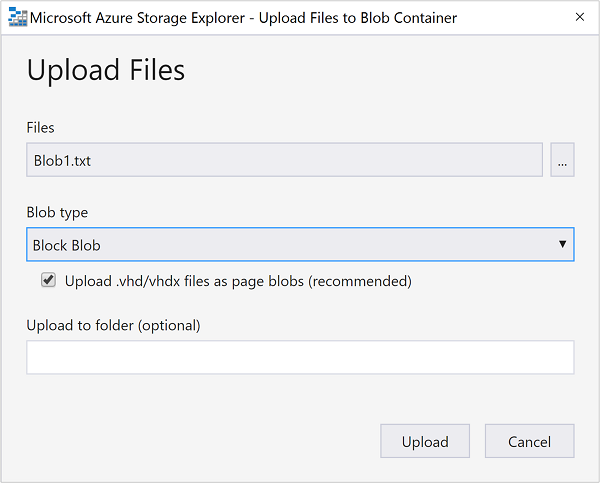 Microsoft Azure Storage Explorer - Upload Files to Blob Container
Upload Files
Files
Blob1.txt
...
Blob type
Block Blob
Upload .vhd/vhdx files as page blobs (recommended)
Upload to folder (optional)
Upload
Cancel